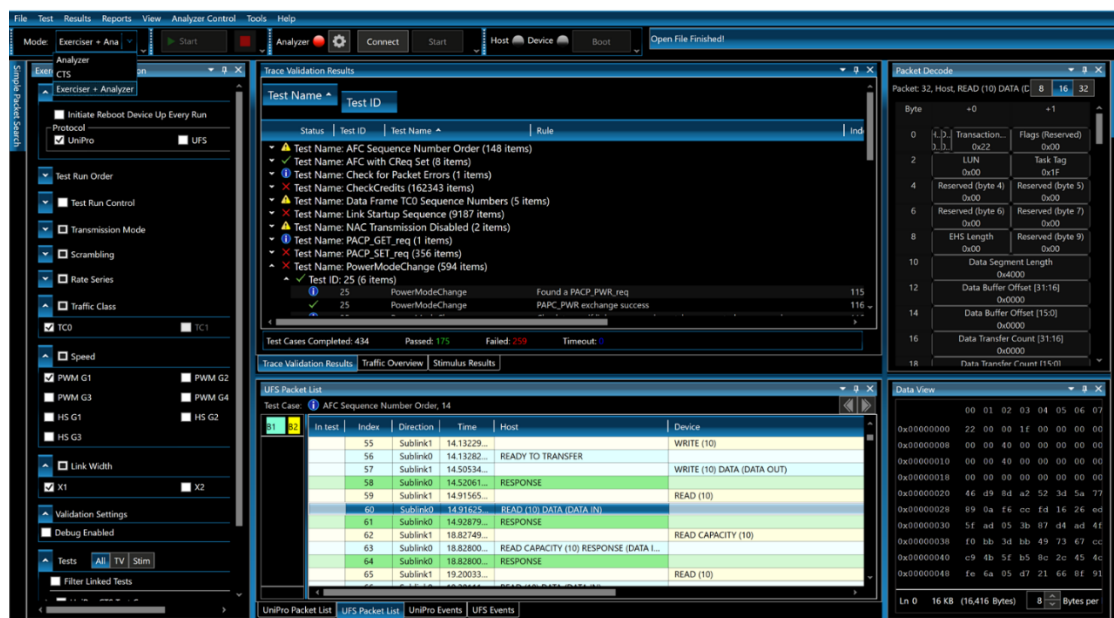 File Test Results Reports View Analyzer Control Tools Help
Mode: Exerciser + Ana Start Analyzer Connect Start Host Device Boot Open File Finished!
Analyzer
CTS
Exerciser + Analyzer
Simple Packet Search
Initiate Reboot Device Up Every Run
Protocol
UniPro UFS
Test Run Order
Test Run Control
Transmission Mode
Scrambling
Rate Series
Traffic Class
TC0 TC1
Speed
PWM G1 PWM G2
PWM G3 PWM G4
HS G1 HS G2
HS G3
Link Width
X1 X2
Validation Settings
Debug Enabled
Tests All TV Stim
Filter Linked Tests
Trace Validation Results
Test Name Test ID
Status Test ID Test Name Rule Ind
Test Name: AFC Sequence Number Order (148 items)
Test Name: AFC with CReq Set (8 items)
Test Name: Check for Packet Errors (1 items)
Test Name: CheckCredits (162343 items)
Test Name: Data Frame TC0 Sequence Numbers (5 items)
Test Name: Link Startup Sequence (9187 items)
Test Name: NAC Transmission Disabled (2 items)
Test Name: PACP_GET_req (1 items)
Test Name: PACP_SET_req (356 items)
Test Name: PowerModeChange (594 items)
Test ID: 25 (6 items)
25 PowerModeChange Found a PACP_PWR_req 115
25 PowerModeChange PAPC_PWR exchange success 116
Test Cases Completed: 434 Passed: 175 Failed: 259 Timeout:
Trace Validation Results Traffic Overview Stimulus Results
UFS Packet List
Test Case: AFC Sequence Number Order, 14
B1 B2 In test Index Direction Time Host Device
55 Sublink1 14.13229... WRITE (10)
56 Sublink0 14.13282... READY TO TRANSFER
57 Sublink1 14.50534... WRITE (10) DATA (DATA OUT)
58 Sublink0 14.52061... RESPONSE
59 Sublink1 14.91565... READ (10)
60 Sublink0 14.91625... READ (10) DATA (DATA IN)
61 Sublink0 14.92879... RESPONSE
62 Sublink1 18.82749... READ CAPACITY (10)
63 Sublink0 18.82800... READ CAPACITY (10) RESPONSE (DATA I...
64 Sublink0 18.82800... RESPONSE
65 Sublink1 19.20033... READ (10)
UniPro Packet List UFS Packet List UniPro Events UFS Events
Packet Decode
Packet: 32, Host, READ (10) DATA (D 8 16 32
Byte +0 +1
0 Transaction... Flags (Reserved)
0x22 0x00
2 LUN Task Tag
0x00 0x1F
4 Reserved (byte 4) Reserved (byte 5)
0x00 0x00
6 Reserved (byte 6) Reserved (byte 7)
0x00 0x00
8 EHS Length Reserved (byte 9)
0x00 0x00
10 Data Segment Length
0x4000
12 Data Buffer Offset [31:16]
0x0000
14 Data Buffer Offset [15:0]
0x0000
16 Data Transfer Count [31:16]
0x0000
18 Data Transfer Count [15:0]
Data View
00 01 02 03 04 05 06 07
0x00000000 22 00 00 1f 00 00 00 00
0x00000008 00 00 40 00 00 00 00 00
0x00000010 00 00 40 00 00 00 00 00
0x00000018 00 00 00 00 00 00 00 00
0x00000020 46 d9 8d a2 52 3d 5a 77
0x00000028 89 0a f6 cc fd 16 26 ed
0x00000030 5f ad 05 3b 87 d4 ad 4f
0x00000038 f0 bb 3d bb 49 73 67 cc
0x00000040 c9 4b 5f b5 8c 2c 45 4c
0x00000048 fe 6a 05 d7 21 66 8f 91
Ln 0 16 KB (16,416 Bytes) 8 Bytes per